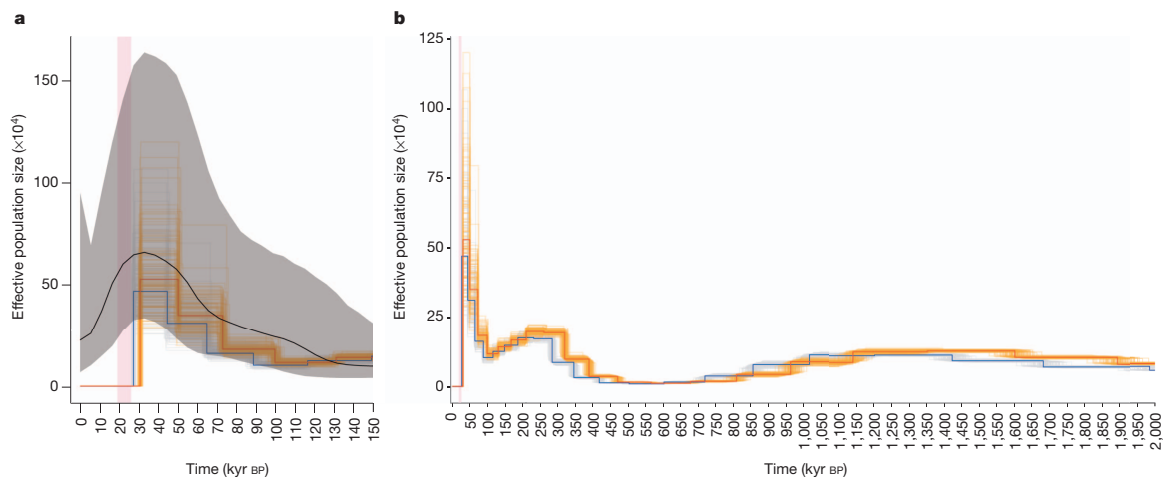 a
Effective population size (×10⁴)
150
100
50
0
0 10 20 30 40 50 60 70 80 90 100 110 120 130 140 150
Time (kyr BP)
b
Effective population size (×10⁴)
125
100
75
50
25
0
0 50 100 150 200 250 300 350 400 450 500 550 600 650 700 750 800 850 900 950 1,000 1,050 1,100 1,150 1,200 1,250 1,300 1,350 1,400 1,450 1,500 1,550 1,600 1,650 1,700 1,750 1,800 1,850 1,900 1,950 2,000
Time (kyr BP)